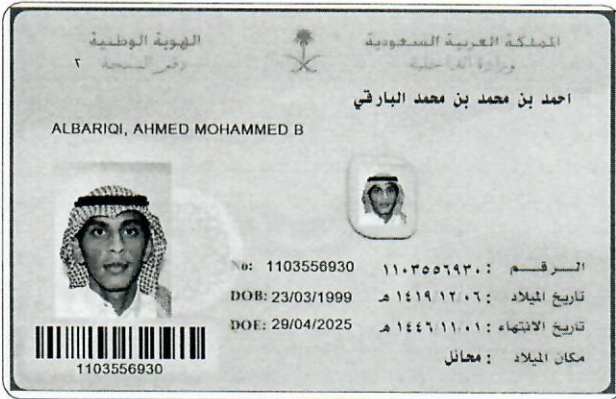 المملكة العربية السعودية
وزارة الداخلية
الهوية الوطنية
رقم النسخة
٢
احمد بن محمد بن محمد البارقي
ALBARIQI, AHMED MOHAMMED B
No: 1103556930 الرقم : ١١٠٣٥٥٦٩٣٠
DOB: 23/03/1999 تاريخ الميلاد : ١٤١٩/١٢/٠٦ هـ
DOE: 29/04/2025 تاريخ الانتهاء : ١٤٤٦/١١/٠١ هـ
مكان الميلاد : محائل
1103556930